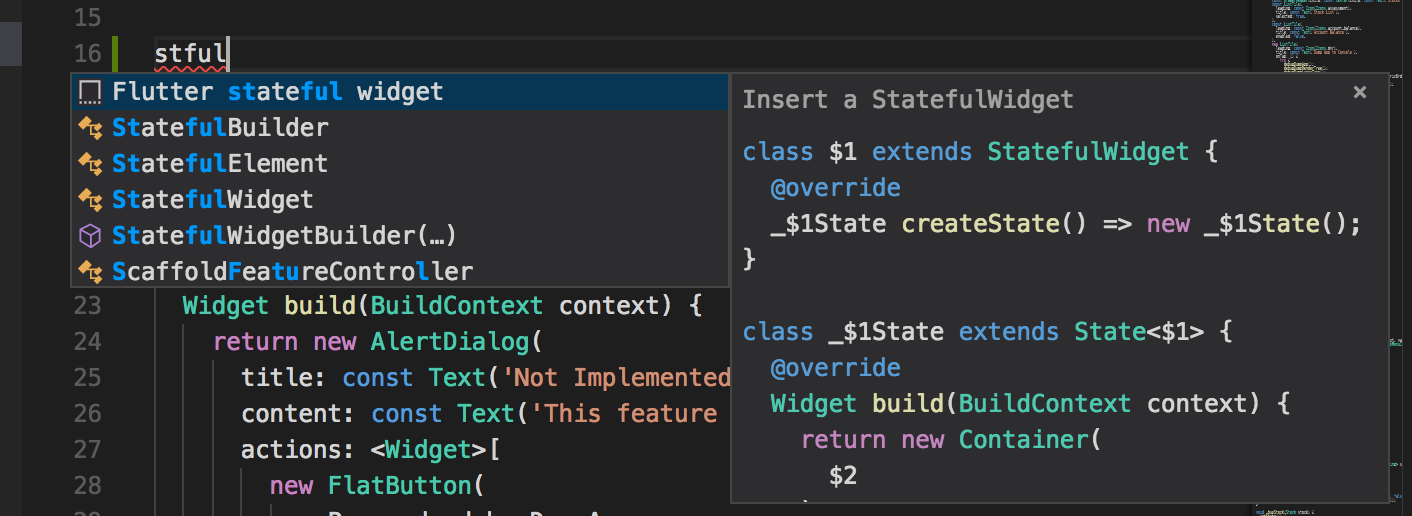 15
16 stful
Flutter stateful widget
StatefulBuilder
StatefulElement
StatefulWidget
StatefulWidgetBuilder(…)
ScaffoldFeatureController
Insert a StatefulWidget ×
class $1 extends StatefulWidget {
@override
_$1State createState() => new _$1State();
}
class _$1State extends State<$1> {
@override
Widget build(BuildContext context) {
return new Container(
$2
23 Widget build(BuildContext context) {
24 return new AlertDialog(
25 title: const Text('Not Implemented
26 content: const Text('This feature
27 actions: <Widget>[
28 new FlatButton(